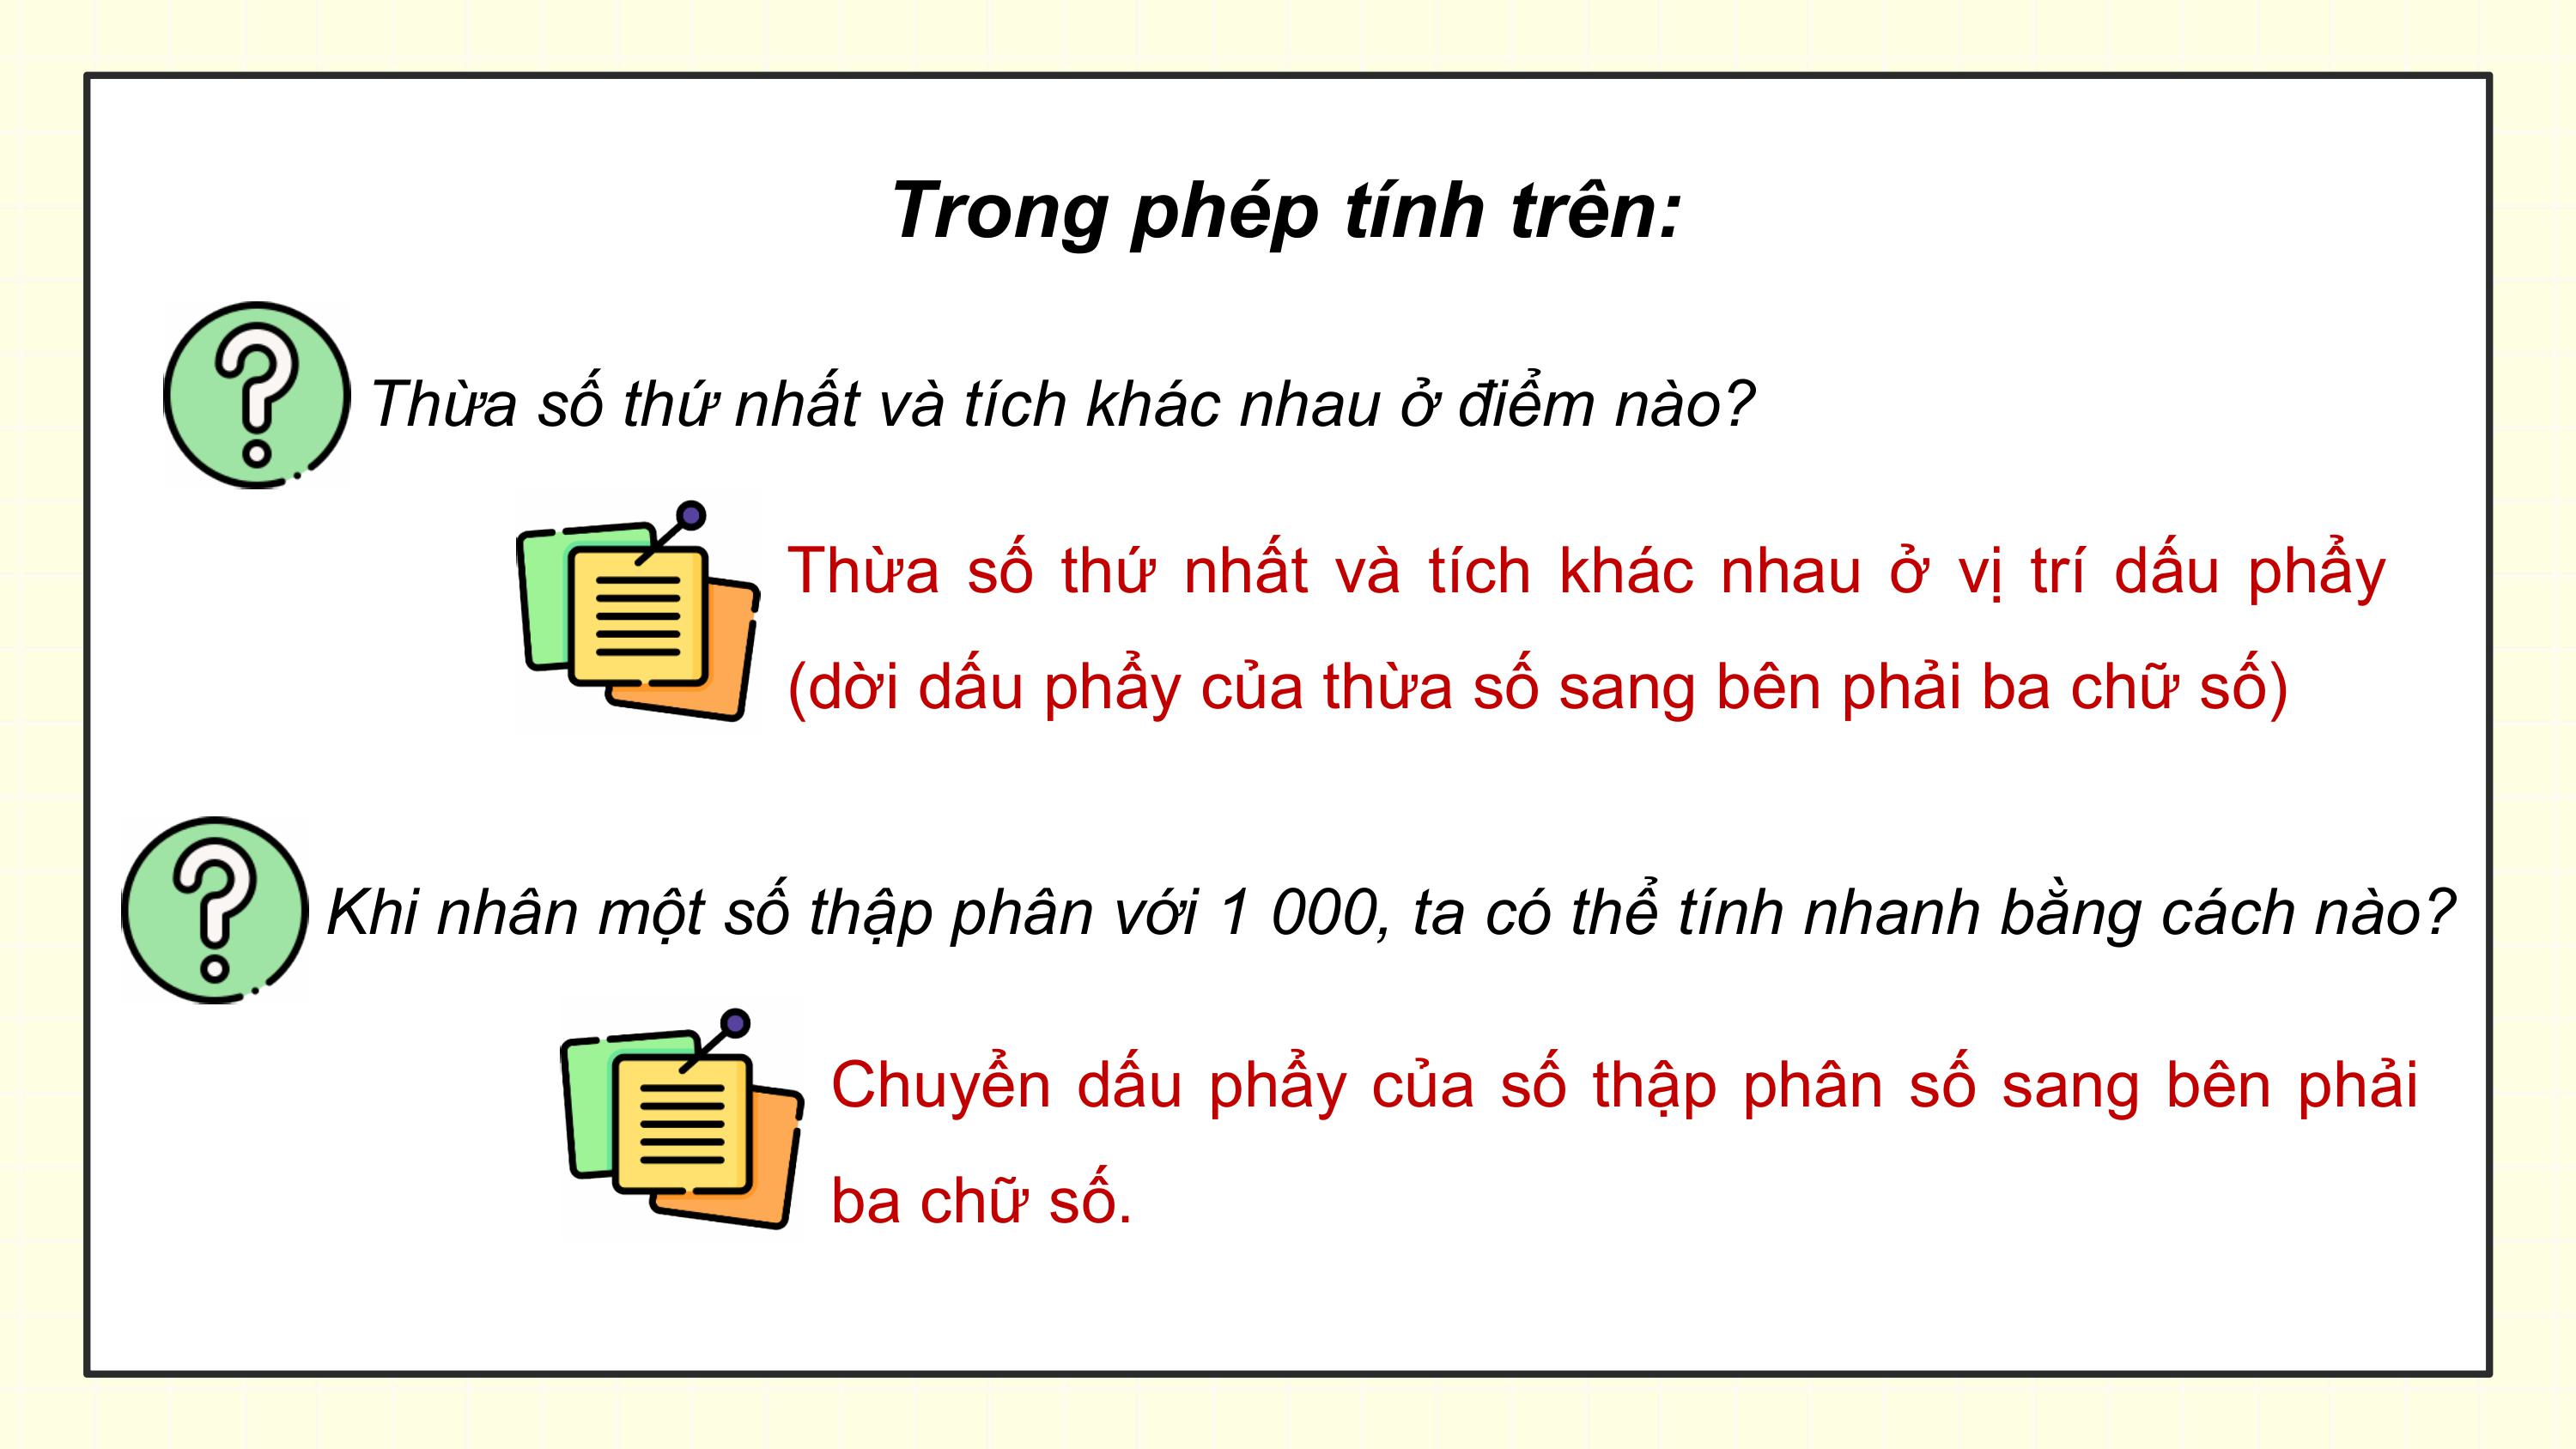 Trong phép tính trên:
Thừa số thứ nhất và tích khác nhau ở điểm nào?
Thừa số thứ nhất và tích khác nhau ở vị trí dấu phẩy
(dời dấu phẩy của thừa số sang bên phải ba chữ số)
Khi nhân một số thập phân với 1 000, ta có thể tính nhanh bằng cách nào?
Chuyển dấu phẩy của số thập phân số sang bên phải
ba chữ số.